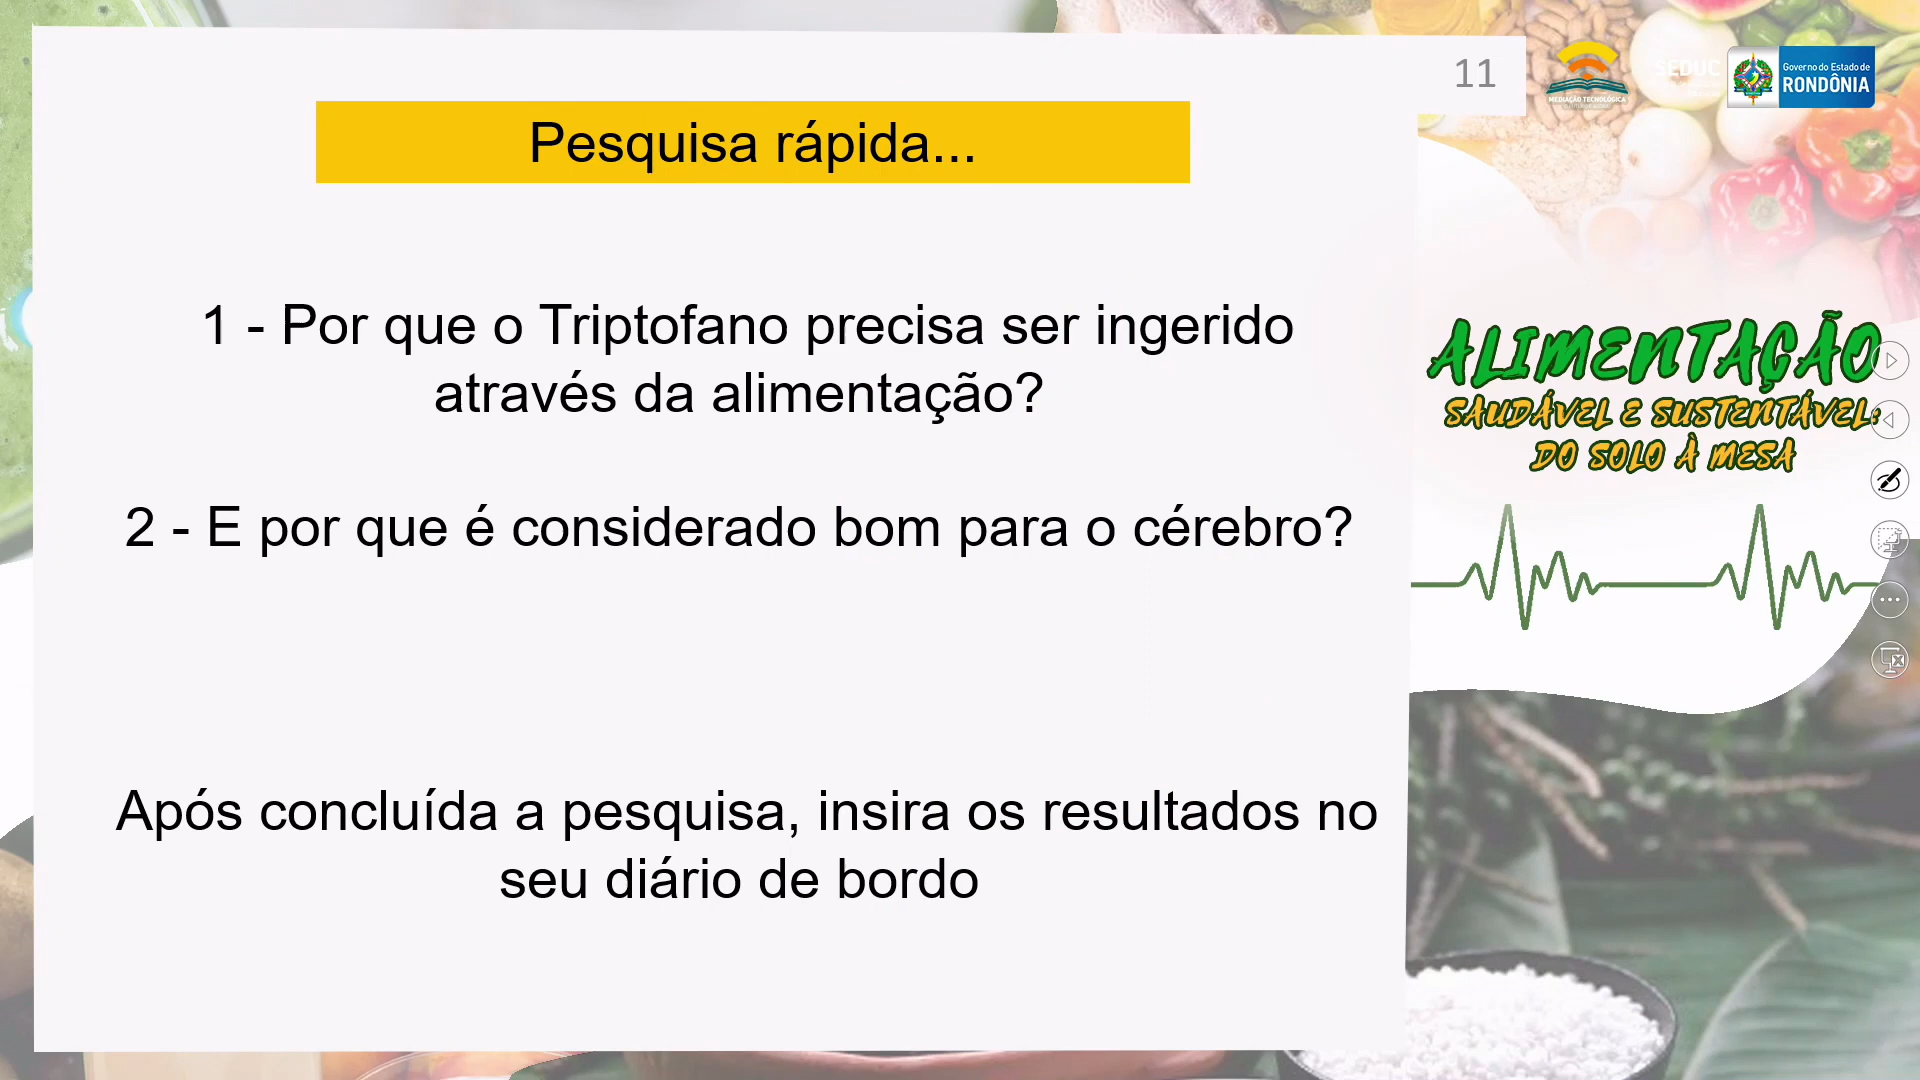 11
MEDIAÇÃO TECNOLÓGICA
SEDUC
Governo do Estado de
RONDÔNIA
Pesquisa rápida...
1 - Por que o Triptofano precisa ser ingerido
através da alimentação?
2 - E por que é considerado bom para o cérebro?
Após concluída a pesquisa, insira os resultados no
seu diário de bordo
ALIMENTAÇÃO
SAUDÁVEL E SUSTENTÁVEL:
DO SOLO À MESA